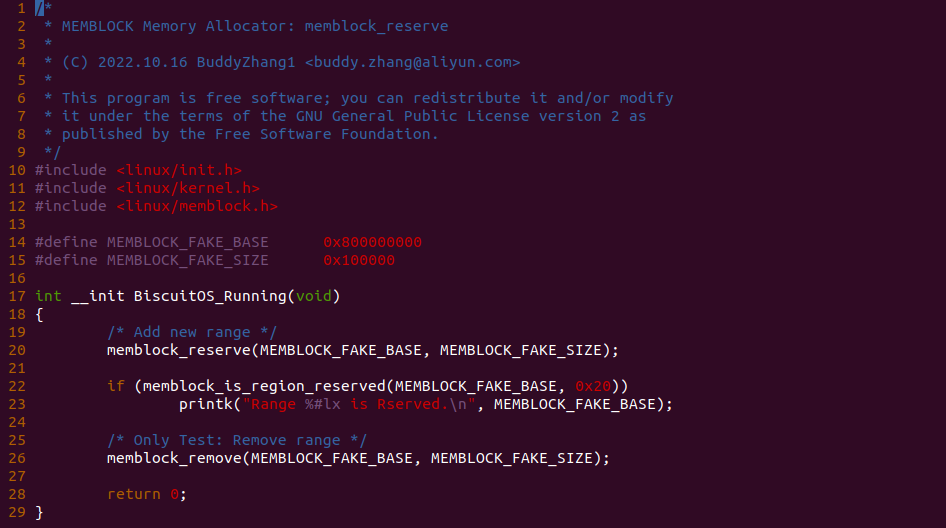 1 /*
2  * MEMBLOCK Memory Allocator: memblock_reserve
3  *
4  * (C) 2022.10.16 BuddyZhang1 <buddy.zhang@aliyun.com>
5  *
6  * This program is free software; you can redistribute it and/or modify
7  * it under the terms of the GNU General Public License version 2 as
8  * published by the Free Software Foundation.
9  */
10 #include <linux/init.h>
11 #include <linux/kernel.h>
12 #include <linux/memblock.h>
13
14 #define MEMBLOCK_FAKE_BASE      0x800000000
15 #define MEMBLOCK_FAKE_SIZE      0x100000
16
17 int __init BiscuitOS_Running(void)
18 {
19         /* Add new range */
20         memblock_reserve(MEMBLOCK_FAKE_BASE, MEMBLOCK_FAKE_SIZE);
21
22         if (memblock_is_region_reserved(MEMBLOCK_FAKE_BASE, 0x20))
23                 printk("Range %#lx is Rserved.\n", MEMBLOCK_FAKE_BASE);
24
25         /* Only Test: Remove range */
26         memblock_remove(MEMBLOCK_FAKE_BASE, MEMBLOCK_FAKE_SIZE);
27
28         return 0;
29 }